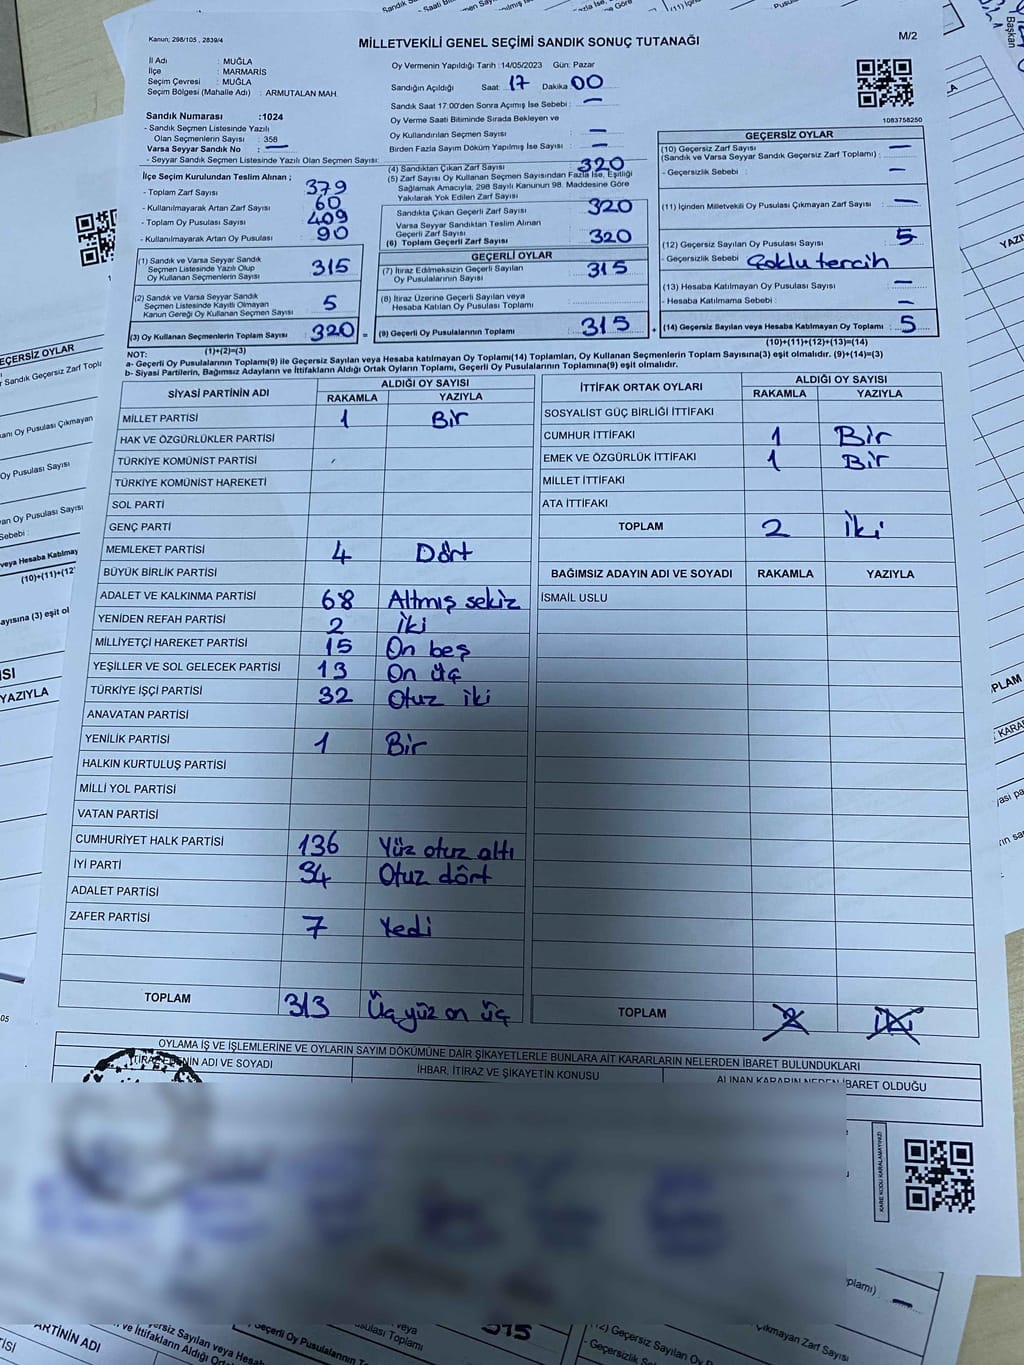 Kanun; 298/105 , 2839/4
MİLLETVEKİLİ GENEL SEÇİMİ SANDIK SONUÇ TUTANAĞI
M/2
İl Adı : MUĞLA
İlçe : MARMARİS
Seçim Çevresi : MUĞLA
Seçim Bölgesi (Mahalle Adı) : ARMUTALAN MAH.
Sandık Numarası :1024
- Sandık Seçmen Listesinde Yazılı
Olan Seçmenlerin Sayısı : 358
Varsa Seyyar Sandık No : —
- Seyyar Sandık Seçmen Listesinde Yazılı Olan Seçmen Sayısı:
İlçe Seçim Kurulundan Teslim Alınan ;
- Toplam Zarf Sayısı 379
- Kullanılmayarak Artan Zarf Sayısı 60
- Toplam Oy Pusulası Sayısı 409
- Kullanılmayarak Artan Oy Pusulası 90
(1) Sandık ve Varsa Seyyar Sandık
Seçmen Listesinde Yazılı Olup
Oy Kullanan Seçmenlerin Sayısı 315
(2) Sandık ve Varsa Seyyar Sandık
Seçmen Listesinde Kayıtlı Olmayan
Kanun Gereği Oy Kullanan Seçmen Sayısı 5
(3) Oy Kullanan Seçmenlerin Toplam Sayısı 320 =
(1)+(2)=(3)
Oy Vermenin Yapıldığı Tarih :14/05/2023 Gün: Pazar
Sandığın Açıldığı Saat: 17 Dakika 00
Sandık Saat 17:00'den Sonra Açımış İse Sebebi : —
Oy Verme Saati Bitiminde Sırada Bekleyen ve
Oy Kullandırılan Seçmen Sayısı —
Birden Fazla Sayım Döküm Yapılmış İse Sayısı : —
(4) Sandıktan Çıkan Zarf Sayısı 320
(5) Zarf Sayısı Oy Kullanan Seçmen Sayısından Fazla İse, Eşitliği
Sağlamak Amacıyla; 298 Sayılı Kanunun 98. Maddesine Göre
Yakılarak Yok Edilen Zarf Sayısı
Sandıkta Çıkan Geçerli Zarf Sayısı 320
Varsa Seyyar Sandıktan Teslim Alınan
Geçerli Zarf Sayısı
(6) Toplam Geçerli Zarf Sayısı 320
GEÇERLİ OYLAR
(7) İtiraz Edilmeksizin Geçerli Sayılan
Oy Pusulalarının Sayısı 315
(8) İtiraz Üzerine Geçerli Sayılan veya
Hesaba Katılan Oy Pusulası Toplamı
(9) Geçerli Oy Pusulalarının Toplamı 315 +
1083758250
GEÇERSİZ OYLAR
(10) Geçersiz Zarf Sayısı
(Sandık ve Varsa Seyyar Sandık Geçersiz Zarf Toplamı) : —
- Geçersizlik Sebebi : —
(11) İçinden Milletvekili Oy Pusulası Çıkmayan Zarf Sayısı —
(12) Geçersiz Sayılan Oy Pusulası Sayısı 5
- Geçersizlik Sebebi : Çoklu tercih
(13) Hesaba Katılmayan Oy Pusulası Sayısı —
- Hesaba Katılmama Sebebi : —
(14) Geçersiz Sayılan veya Hesaba Katılmayan Oy Toplamı 5
(10)+(11)+(12)+(13)=(14)
NOT:
a- Geçerli Oy Pusulalarının Toplamı(9) ile Geçersiz Sayılan veya Hesaba katılmayan Oy Toplamı(14) Toplamları, Oy Kullanan Seçmenlerin Toplam Sayısına(3) eşit olmalıdır. (9)+(14)=(3)
b- Siyasi Partilerin, Bağımsız Adayların ve İttifakların Aldığı Ortak Oyların Toplamı, Geçerli Oy Pusulalarının Toplamına(9) eşit olmalıdır.
SİYASİ PARTİNİN ADI ALDIĞI OY SAYISI
RAKAMLA YAZIYLA
MİLLET PARTİSİ 1 Bir
HAK VE ÖZGÜRLÜKLER PARTİSİ
TÜRKİYE KOMÜNİST PARTİSİ
TÜRKİYE KOMÜNİST HAREKETİ
SOL PARTİ
GENÇ PARTİ
MEMLEKET PARTİSİ 4 Dört
BÜYÜK BİRLİK PARTİSİ
ADALET VE KALKINMA PARTİSİ 68 Altmış sekiz
YENİDEN REFAH PARTİSİ 2 İki
MİLLİYETÇİ HAREKET PARTİSİ 15 On beş
YEŞİLLER VE SOL GELECEK PARTİSİ 13 On üç
TÜRKİYE İŞÇİ PARTİSİ 32 Otuz iki
ANAVATAN PARTİSİ
YENİLİK PARTİSİ 1 Bir
HALKIN KURTULUŞ PARTİSİ
MİLLİ YOL PARTİSİ
VATAN PARTİSİ
CUMHURİYET HALK PARTİSİ 136 Yüz otuz altı
İYİ PARTİ 34 Otuz dört
ADALET PARTİSİ
ZAFER PARTİSİ 7 Yedi
TOPLAM 313 Üç yüz on üç
İTTİFAK ORTAK OYLARI ALDIĞI OY SAYISI
RAKAMLA YAZIYLA
SOSYALİST GÜÇ BİRLİĞİ İTTİFAKI
CUMHUR İTTİFAKI 1 Bir
EMEK VE ÖZGÜRLÜK İTTİFAKI 1 Bir
MİLLET İTTİFAKI
ATA İTTİFAKI
TOPLAM 2 İki
BAĞIMSIZ ADAYIN ADI VE SOYADI RAKAMLA YAZIYLA
İSMAİL USLU
TOPLAM
OYLAMA İŞ VE İŞLEMLERİNE VE OYLARIN SAYIM DÖKÜMÜNE DAİR ŞİKAYETLERLE BUNLARA AİT KARARLARIN NELERDEN İBARET BULUNDUKLARI
İTİRAZ EDENİN ADI VE SOYADI İHBAR, İTİRAZ VE ŞİKAYETİN KONUSU ALINAN KARARIN NEDEN İBARET OLDUĞU
KARE KODU KARALAMAYINIZ!